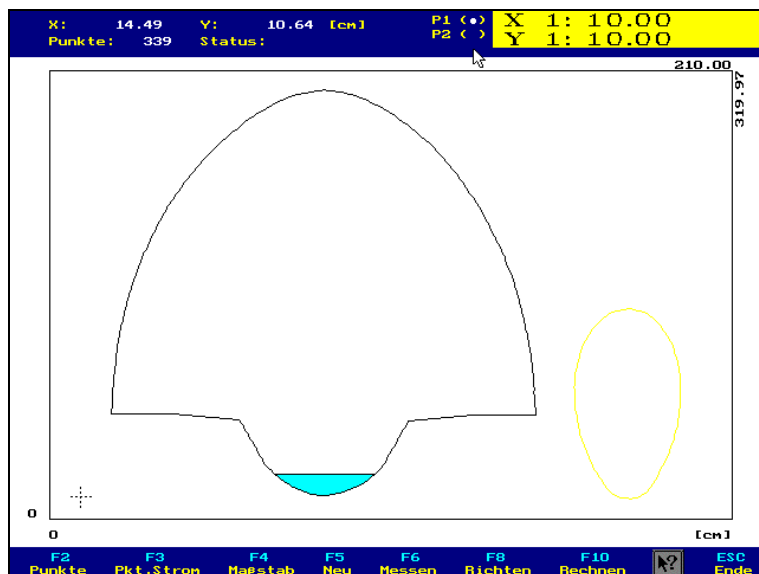 X: 14.49 Y: 10.64 [cm] P1 (•) X 1: 10.00
Punkte: 339 Status: P2 ( ) Y 1: 10.00
210.00
319.97
0
0 [cm]
F2 F3 F4 F5 F6 F8 F10 ESC
Punkte Pkt.Strom Maßstab Neu Messen Richten Rechnen ? Ende